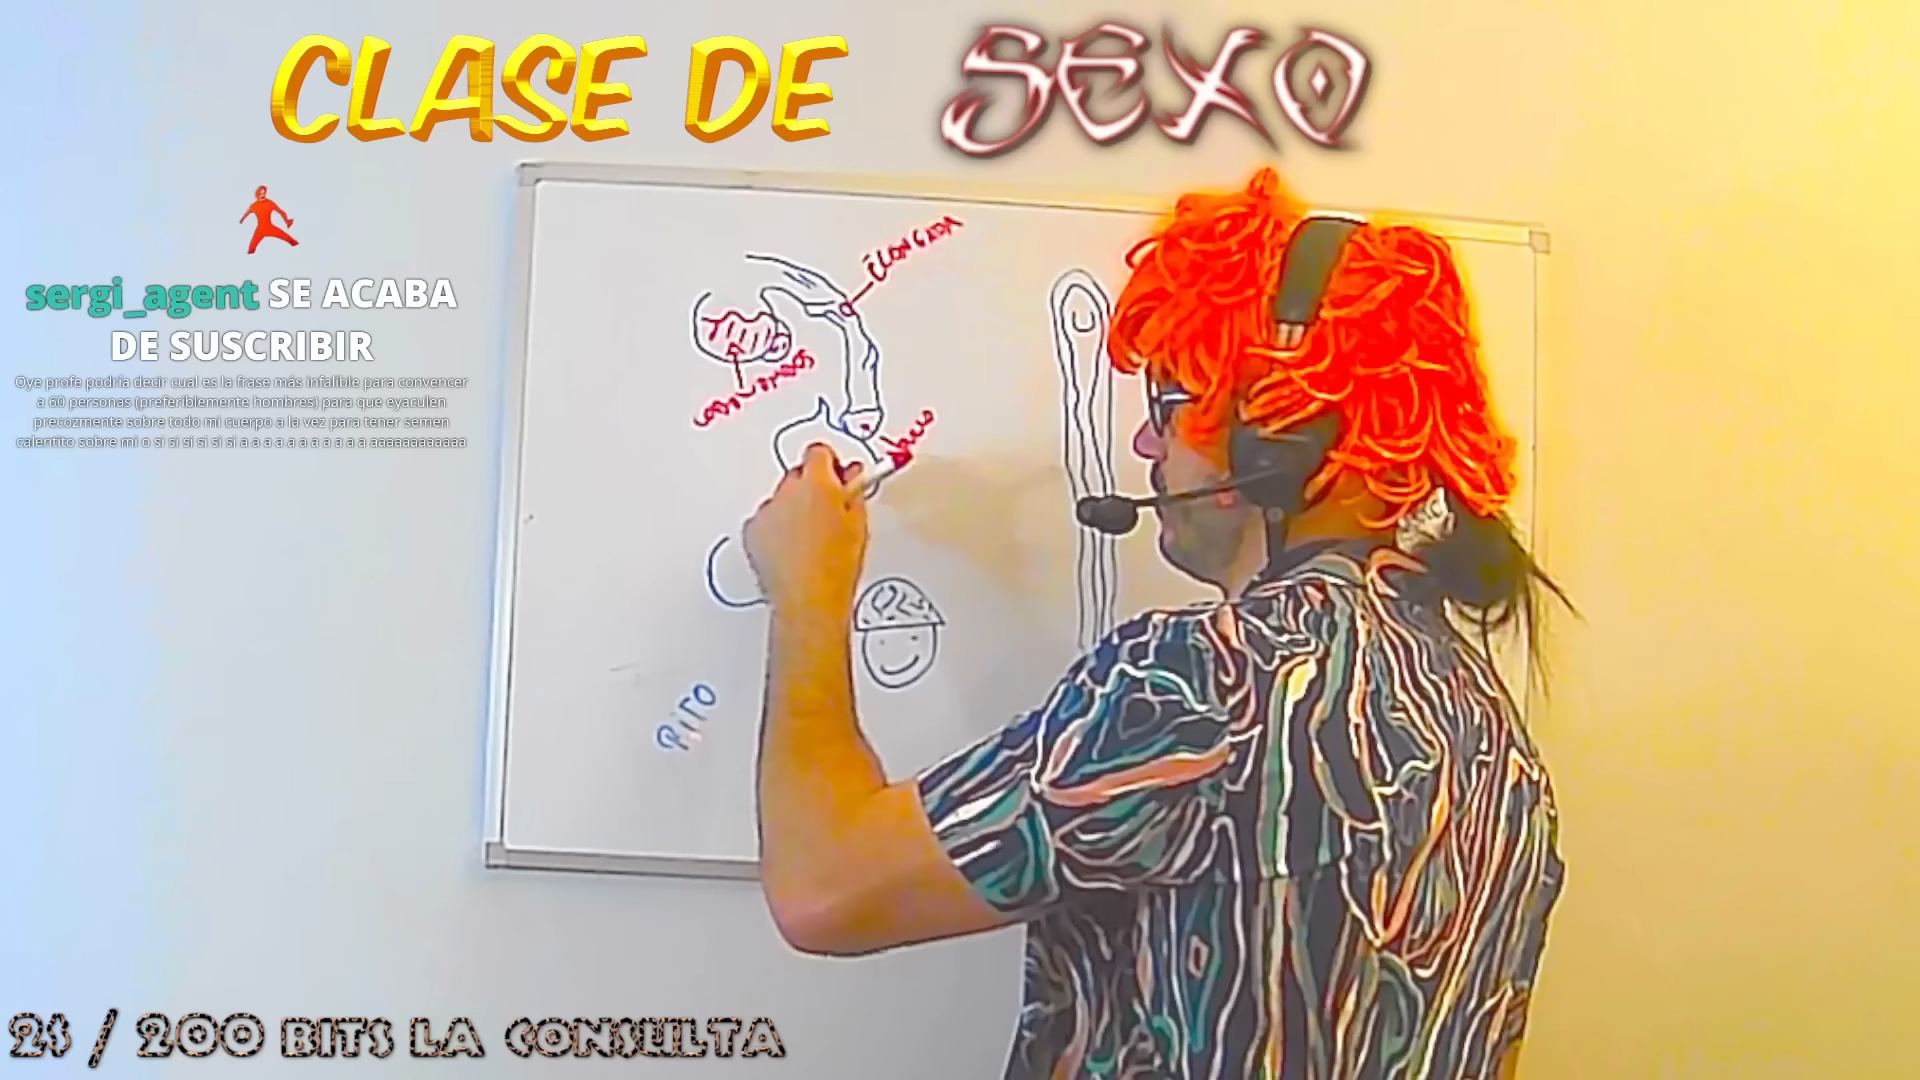 CLASE DE SEXO
sergi_agent SE ACABA
DE SUSCRIBIR
Oye profe podría decir cual es la frase más infalible para convencer
a 60 personas (preferiblemente hombres) para que eyaculen
precozmente sobre todo mi cuerpo a la vez para tener semen
calentito sobre mi o si si si si si si a a a a a a a a a a a aaaaaaaaaaaa
ELONGADA
PITO
2$ / 200 BITS LA CONSULTA